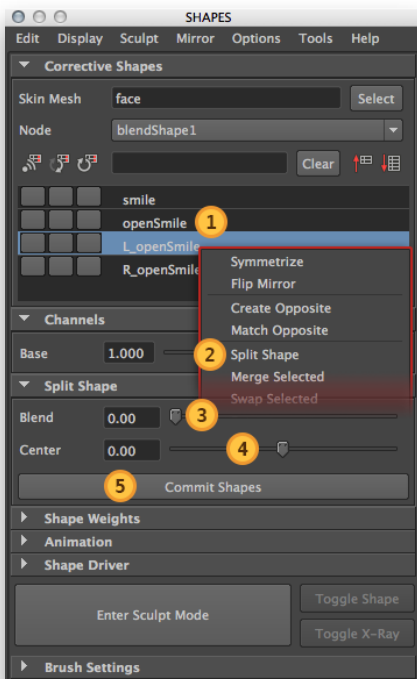 SHAPES
Edit Display Sculpt Mirror Options Tools Help
Corrective Shapes
Skin Mesh face Select
Node blendShape1
Clear
smile
openSmile 1
L_openSmile
R_openSmile
Symmetrize
Flip Mirror
Create Opposite
Match Opposite
2 Split Shape
Merge Selected
Swap Selected
Channels
Base 1.000
Split Shape
Blend 0.00 3
Center 0.00 4
5 Commit Shapes
Shape Weights
Animation
Shape Driver
Enter Sculpt Mode
Toggle Shape
Toggle X-Ray
Brush Settings